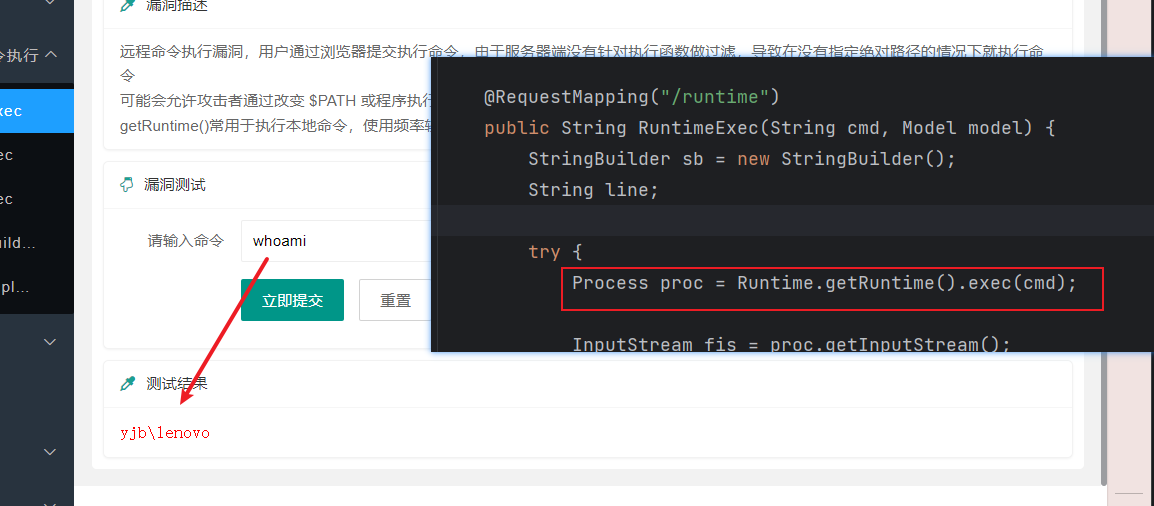 漏洞描述
令执行
远程命令执行漏洞，用户通过浏览器提交执行命令，由于服务器端没有针对执行函数做过滤，导致在没有指定绝对路径的情况下就执行命
令
可能会允许攻击者通过改变 $PATH 或程序执行
getRuntime()常用于执行本地命令，使用频率较
@RequestMapping("/runtime")
public String RuntimeExec(String cmd, Model model) {
StringBuilder sb = new StringBuilder();
String line;
try {
Process proc = Runtime.getRuntime().exec(cmd);
InputStream fis = proc.getInputStream();
xec
ec
ec
uild...
pl...
漏洞测试
请输入命令
whoami
立即提交
重置
测试结果
yjb\lenovo